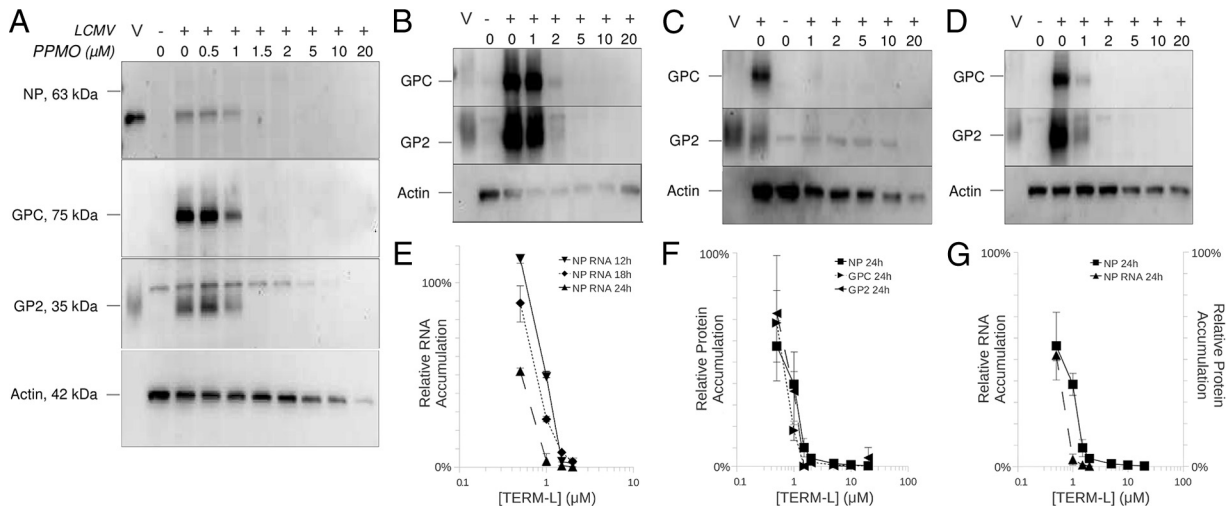 A
LCMV V - + + + + + + + +
PPMO (µM) 0 0 0.5 1 1.5 2 5 10 20
NP, 63 kDa
GPC, 75 kDa
GP2, 35 kDa
Actin, 42 kDa
B
V - + + + + + +
0 0 1 2 5 10 20
GPC
GP2
Actin
C
V + - + + + + +
0 0 1 2 5 10 20
GPC
GP2
Actin
D
V - + + + + + +
0 0 1 2 5 10 20
GPC
GP2
Actin
E
100%
0%
Relative RNA
Accumulation
NP RNA 12h
NP RNA 18h
NP RNA 24h
0.1 1 10
[TERM-L] (µM)
F
100%
0%
Relative Protein
Accumulation
NP 24h
GPC 24h
GP2 24h
0.1 1 10 100
[TERM-L] (µM)
G
100%
0%
Relative RNA
Accumulation
NP 24h
NP RNA 24h
100%
0%
Relative Protein
Accumulation
0.1 1 10 100
[TERM-L] (µM)